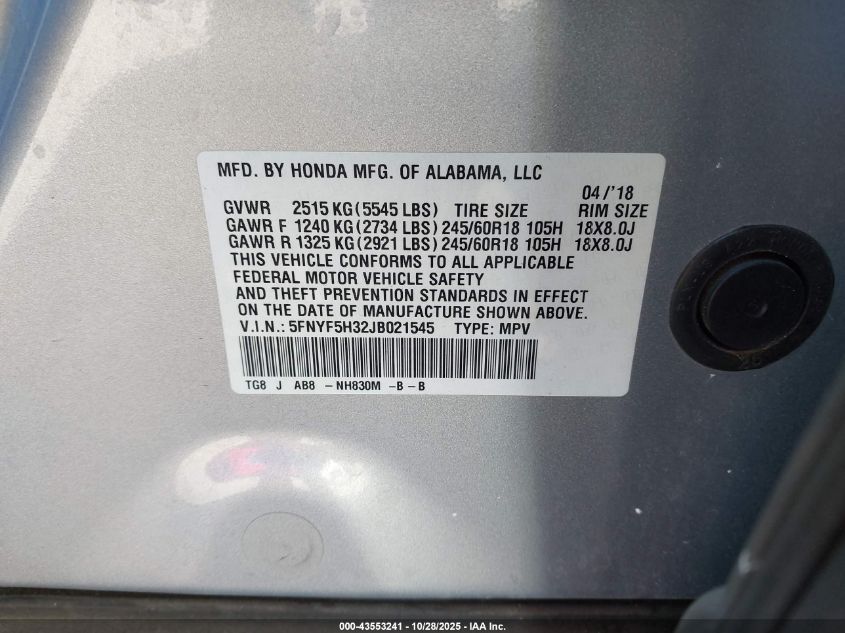 MFD. BY HONDA MFG. OF ALABAMA, LLC
04/'18
GVWR 2515 KG(5545 LBS) TIRE SIZE RIM SIZE
GAWR F 1240 KG(2734 LBS) 245/60R18 105H 18X8.0J
GAWR R 1325 KG(2921 LBS) 245/60R18 105H 18X8.0J
THIS VEHICLE CONFORMS TO ALL APPLICABLE
FEDERAL MOTOR VEHICLE SAFETY
AND THEFT PREVENTION STANDARDS IN EFFECT
ON THE DATE OF MANUFACTURE SHOWN ABOVE.
V.I.N.: 5FNYF5H32JB021545 TYPE: MPV
TG8 J AB8 - NH830M -B - B
000-43553241 - 10/28/2025 - IAA Inc.